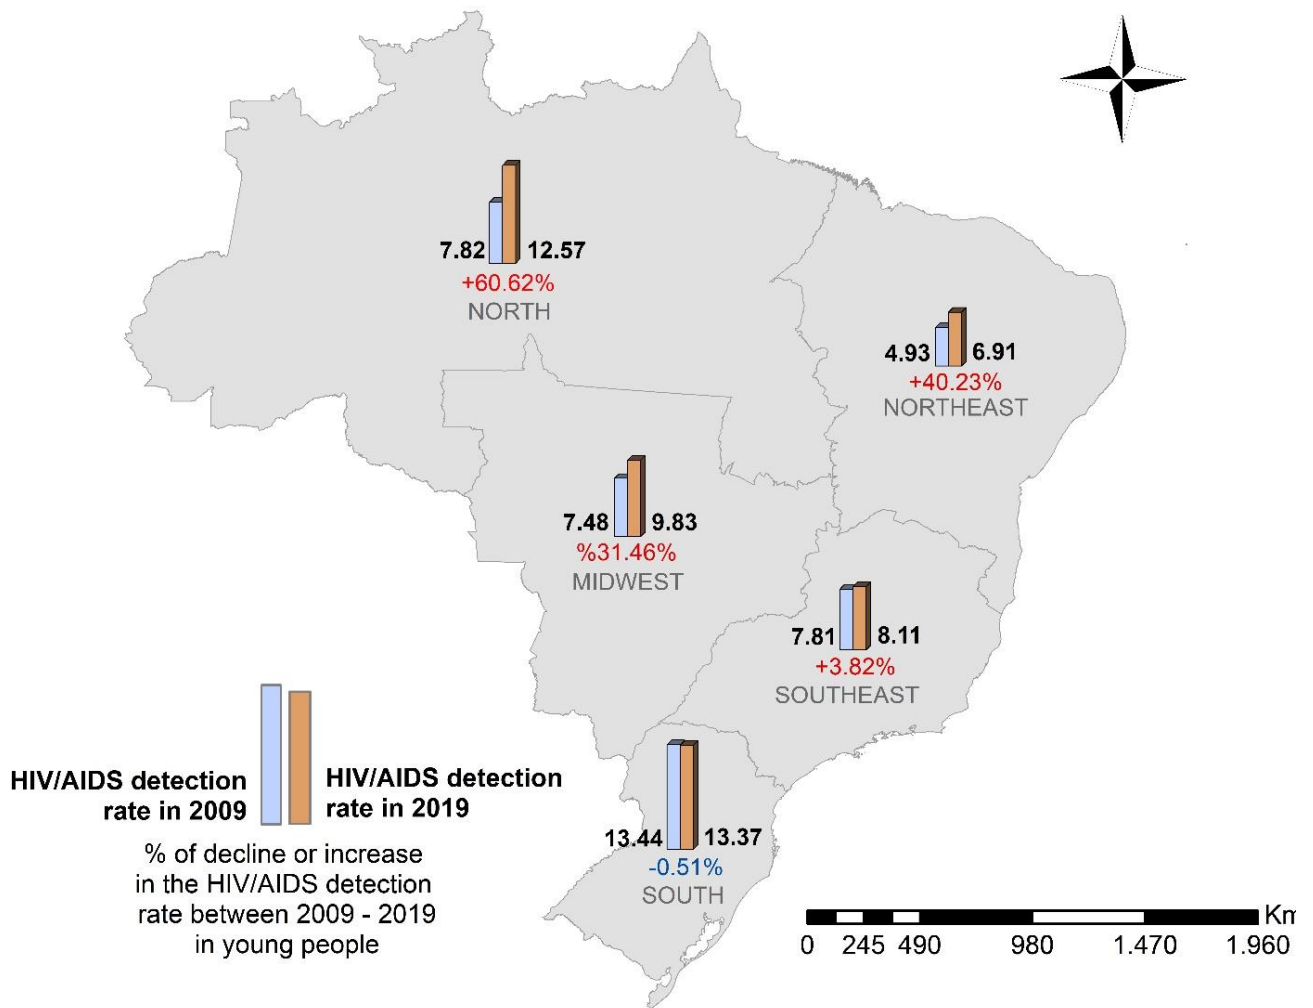 7.82 12.57
+60.62%
NORTH
4.93 6.91
+40.23%
NORTHEAST
7.48 9.83
%31.46%
MIDWEST
7.81 8.11
+3.82%
SOUTHEAST
13.44 13.37
-0.51%
SOUTH
HIV/AIDS detection
rate in 2009
HIV/AIDS detection
rate in 2019
% of decline or increase
in the HIV/AIDS detection
rate between 2009 - 2019
in young people
Km
0 245 490 980 1.470 1.960